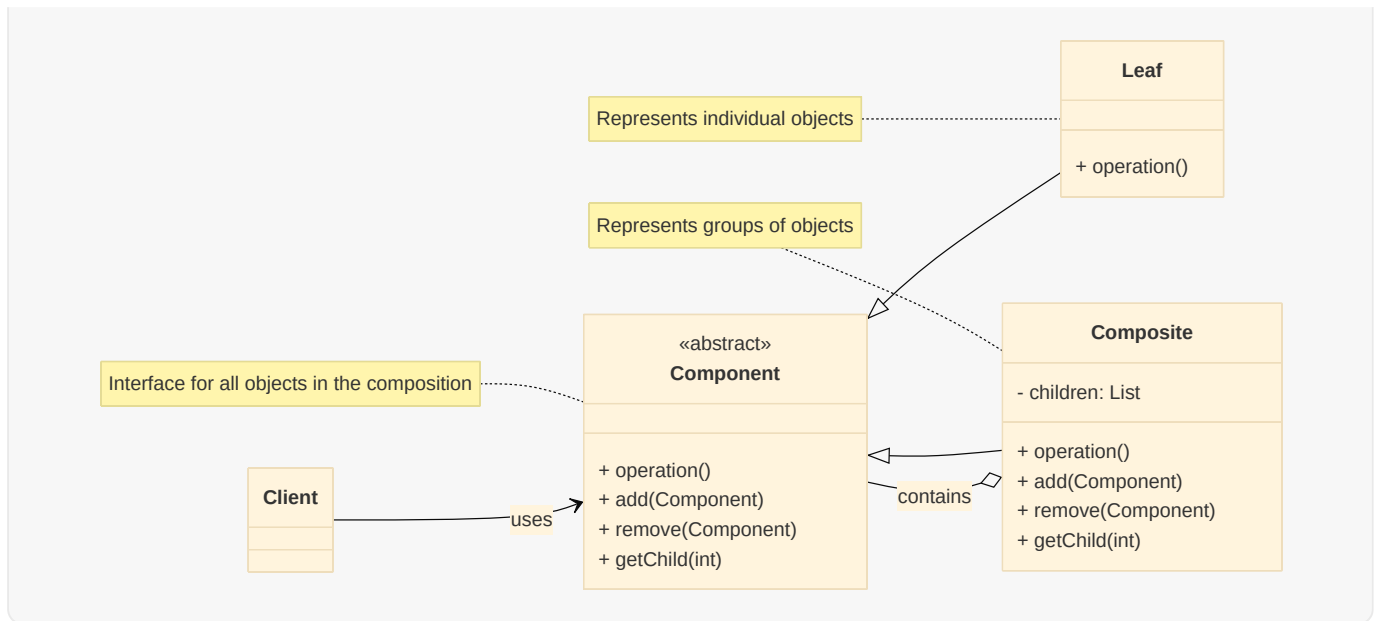 Leaf
Represents individual objects
+ operation()
Represents groups of objects
«abstract»
Component
Composite
Interface for all objects in the composition
- children: List
Client
uses
+ operation()
+ add(Component)
+ remove(Component)
+ getChild(int)
contains
+ operation()
+ add(Component)
+ remove(Component)
+ getChild(int)